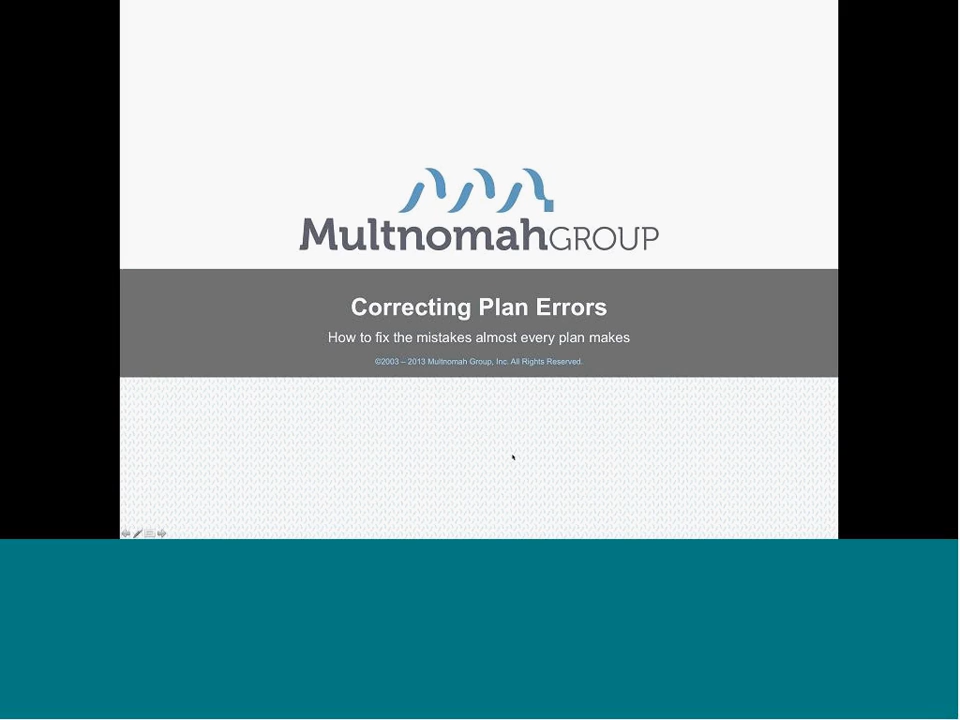 MultnomahGROUP
Correcting Plan Errors
How to fix the mistakes almost every plan makes
©2003 – 2013 Multnomah Group, Inc. All Rights Reserved.